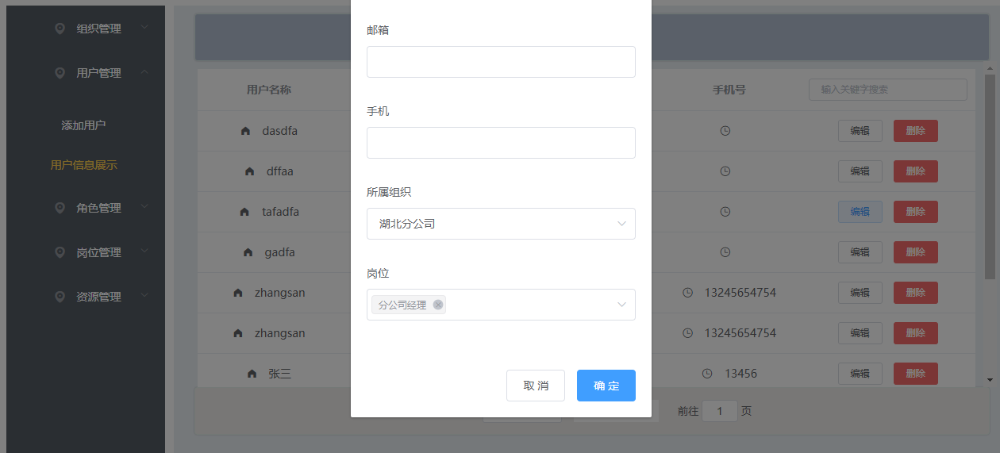 组织管理
用户管理
添加用户
用户信息展示
角色管理
岗位管理
资源管理
邮箱
手机
所属组织
湖北分公司
岗位
分公司经理
取 消
确 定
用户名称
手机号
输入关键字搜索
dasdfa
编辑
删除
dffaa
编辑
删除
tafadfa
编辑
删除
gadfa
编辑
删除
zhangsan
13245654754
编辑
删除
zhangsan
13245654754
编辑
删除
张三
13456
编辑
删除
前往 1 页